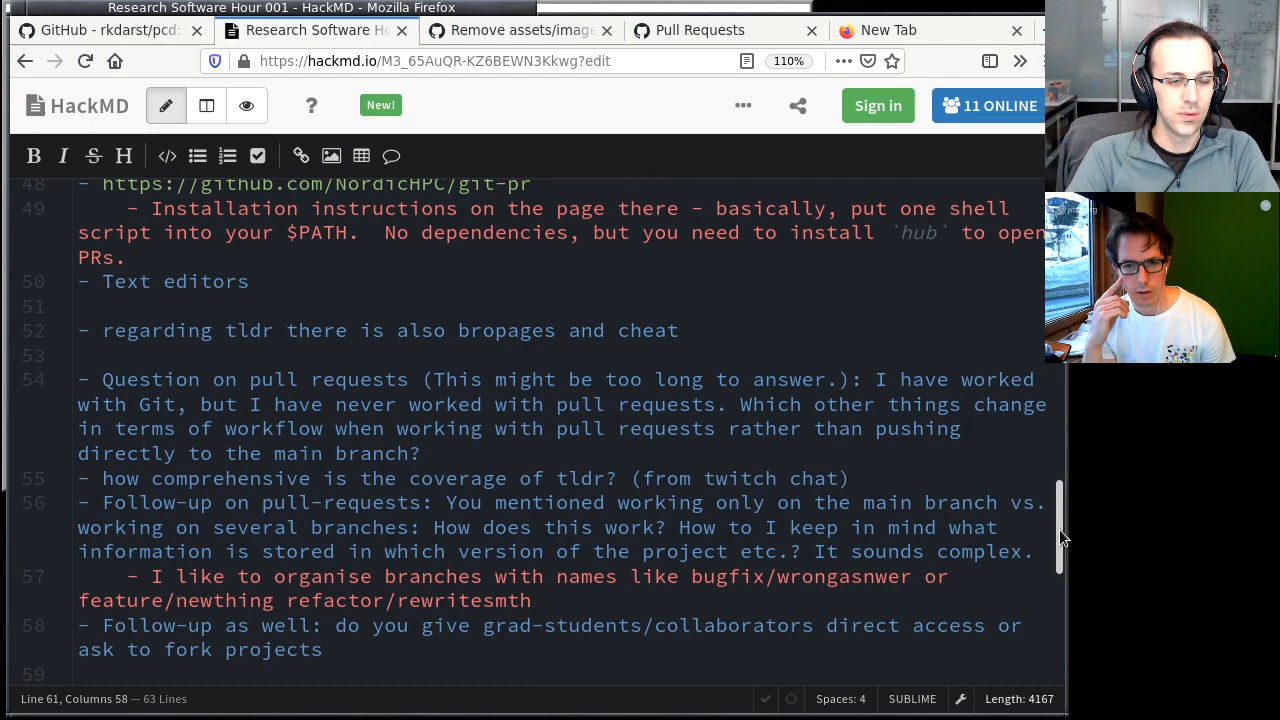 Research Software Hour 001 - HackMD - Mozilla Firefox
GitHub - rkdarst/pcd:
Research Software Ho
Remove assets/image
Pull Requests
New Tab
https://hackmd.io/M3_65AuQR-KZ6BEWN3Kkwg?edit
110%
HackMD
New!
Sign in
11 ONLINE
48 - https://github.com/NordicHPC/git-pr
49 - Installation instructions on the page there - basically, put one shell
script into your $PATH. No dependencies, but you need to install `hub` to open
PRs.
50 - Text editors
51
52 - regarding tldr there is also bropages and cheat
53
54 - Question on pull requests (This might be too long to answer.): I have worked
with Git, but I have never worked with pull requests. Which other things change
in terms of workflow when working with pull requests rather than pushing
directly to the main branch?
55 - how comprehensive is the coverage of tldr? (from twitch chat)
56 - Follow-up on pull-requests: You mentioned working only on the main branch vs.
working on several branches: How does this work? How to I keep in mind what
information is stored in which version of the project etc.? It sounds complex.
57 - I like to organise branches with names like bugfix/wrongasnwer or
feature/newthing refactor/rewritesmth
58 - Follow-up as well: do you give grad-students/collaborators direct access or
ask to fork projects
59
Line 61, Columns 58 — 63 Lines
Spaces: 4
SUBLIME
Length: 4167